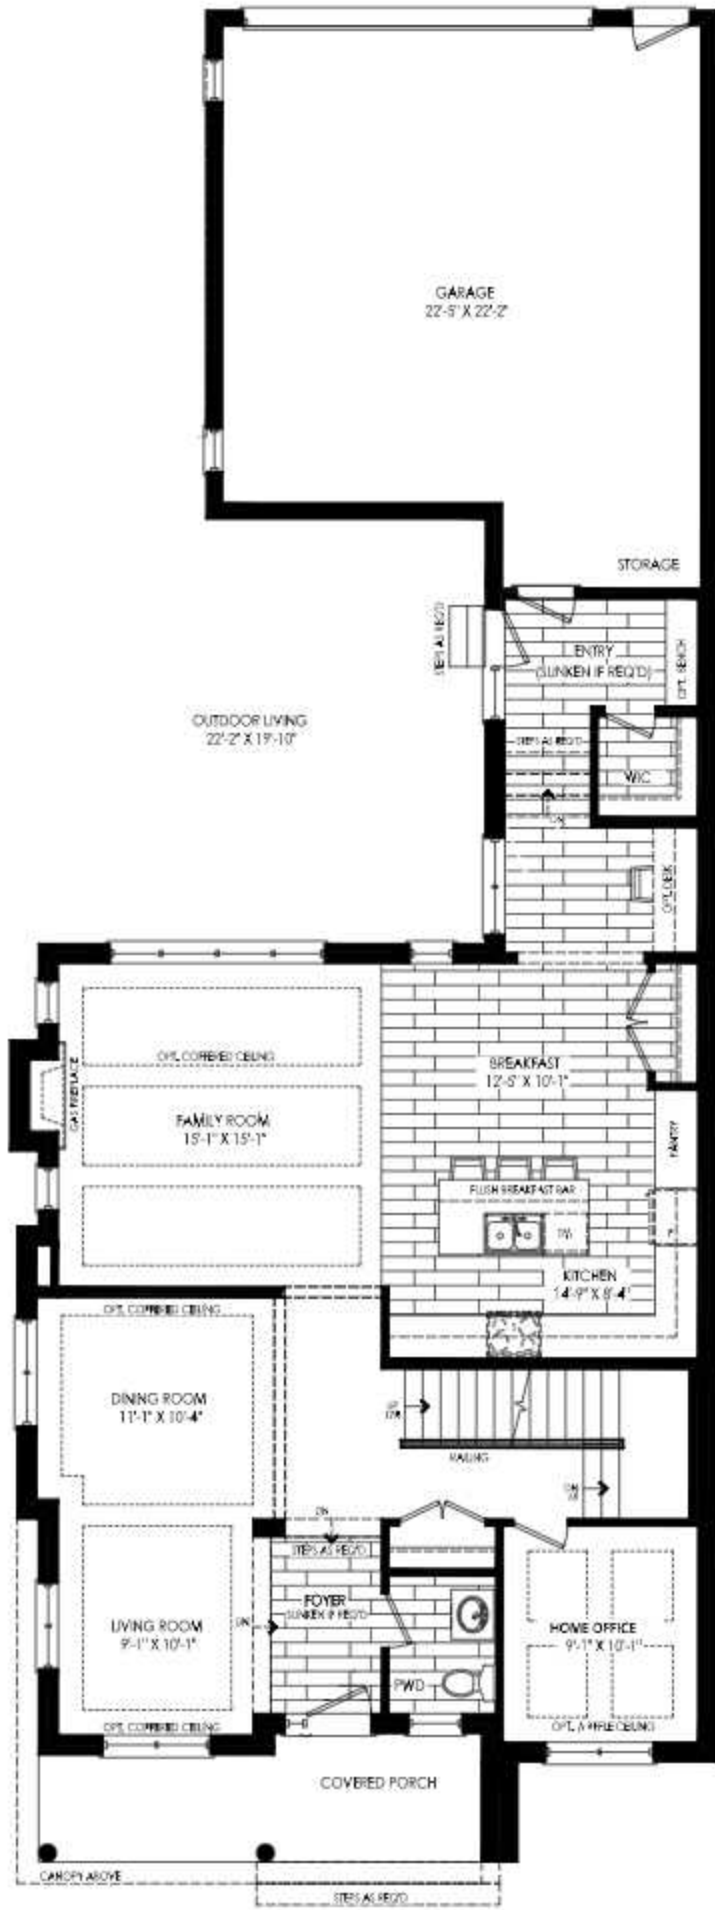 GARAGE
22'-5" X 22'-2"
STORAGE
STEPS AS REQ'D
ENTRY
(SUNKEN IF REQ'D)
OPT. BENCH
OUTDOOR LIVING
22'-2" X 19'-10"
STEPS AS REQ'D
WIC
DN
OPT. DESK
OPT. COFFERED CEILING
GAS FIREPLACE
BREAKFAST
12'-5" X 10'-1"
FAMILY ROOM
15'-1" X 15'-1"
PANTRY
FLUSH BREAKFAST BAR
DW
KITCHEN
14'-9" X 8'-4"
OPT. COFFERED CEILING
DINING ROOM
11'-1" X 10'-4"
UP
RAILING
DN
DN
STEPS AS REQ'D
FOYER
SUNKEN IF REQ'D
LIVING ROOM
9'-1" X 10'-1"
DN
HOME OFFICE
9'-1" X 10'-1"
PWD
OPT. COFFERED CEILING
OPT. WAFFLE CEILING
COVERED PORCH
CANOPY ABOVE
STEPS AS REQ'D